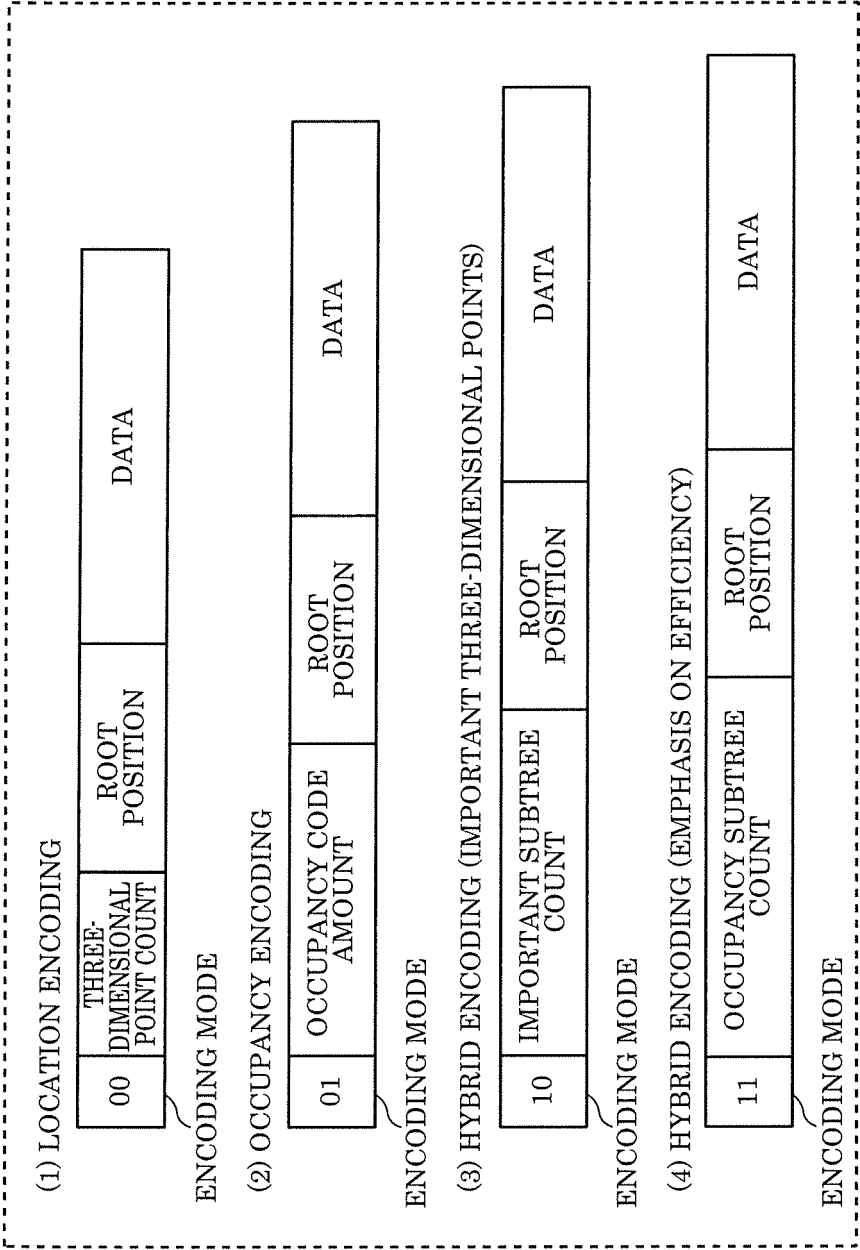 (1) LOCATION ENCODING
00
THREE-
DIMENSIONAL
POINT COUNT
ROOT
POSITION
DATA
ENCODING MODE
(2) OCCUPANCY ENCODING
01
OCCUPANCY CODE
AMOUNT
ROOT
POSITION
DATA
ENCODING MODE
(3) HYBRID ENCODING (IMPORTANT THREE-DIMENSIONAL POINTS)
10
IMPORTANT SUBTREE
COUNT
ROOT
POSITION
DATA
ENCODING MODE
(4) HYBRID ENCODING (EMPHASIS ON EFFICIENCY)
11
OCCUPANCY SUBTREE
COUNT
ROOT
POSITION
DATA
ENCODING MODE